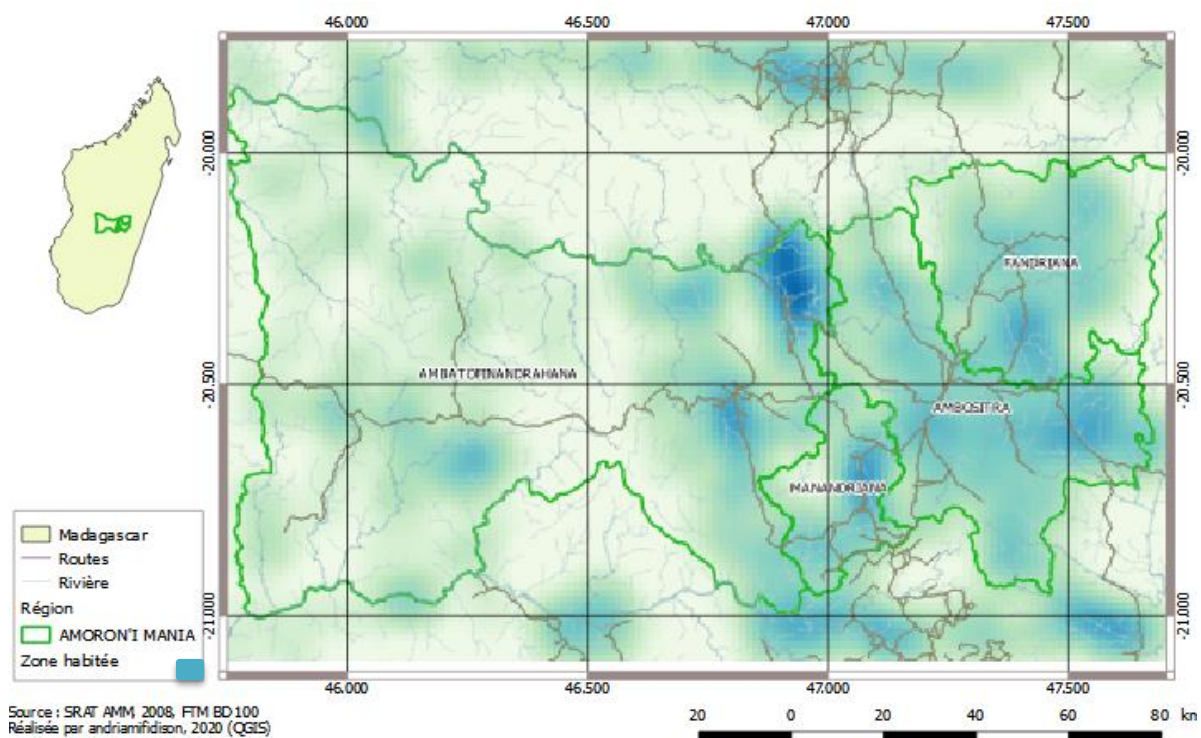 46.000 46.500 47.000 47.500
-20.000 -20.000
FANDRIANA
AMBATOFINANDRAHANA
-20.500 -20.500
AMBOSITRA
MANANDRIANA
Madagascar
Routes
Rivière
Région
AMORON'I MANIA
Zone habitée
-21.000 -21.000
46.000 46.500 47.000 47.500
Source : SRAT AMM, 2008, FTM BD 100
Réalisée par andriamifidison, 2020 (QGIS)
20 0 20 40 60 80 km